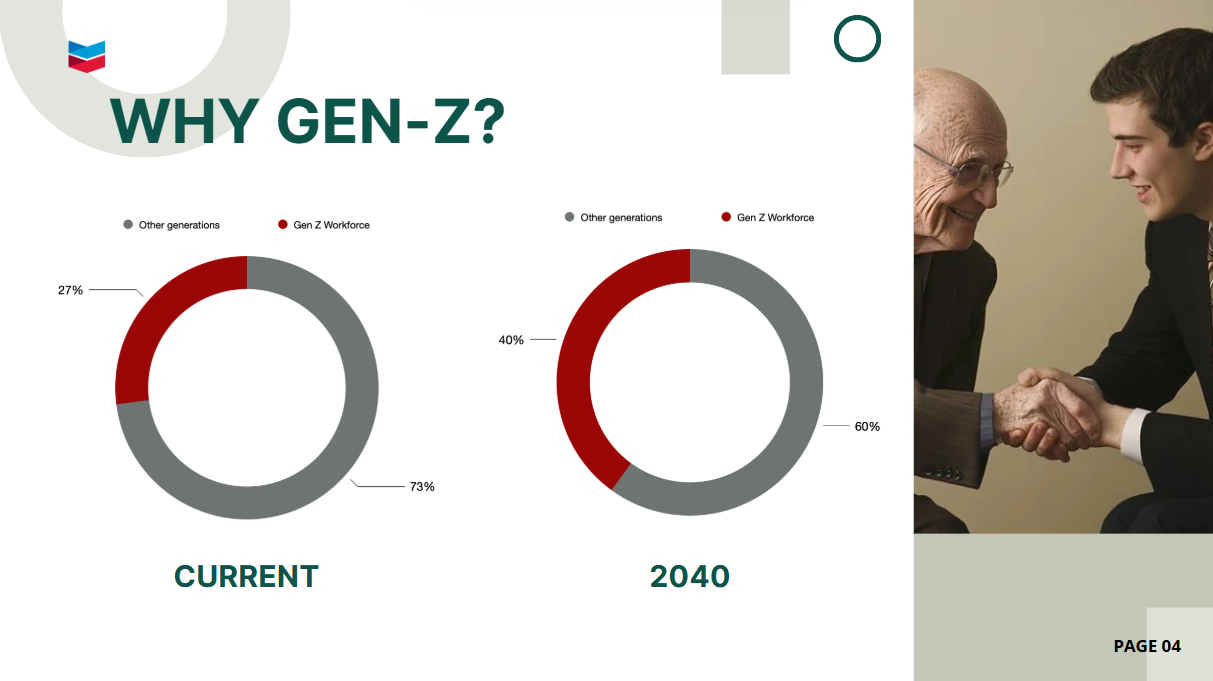 WHY GEN-Z?
Other generations
Gen Z Workforce
27%
73%
CURRENT
Other generations
Gen Z Workforce
40%
60%
2040
PAGE 04